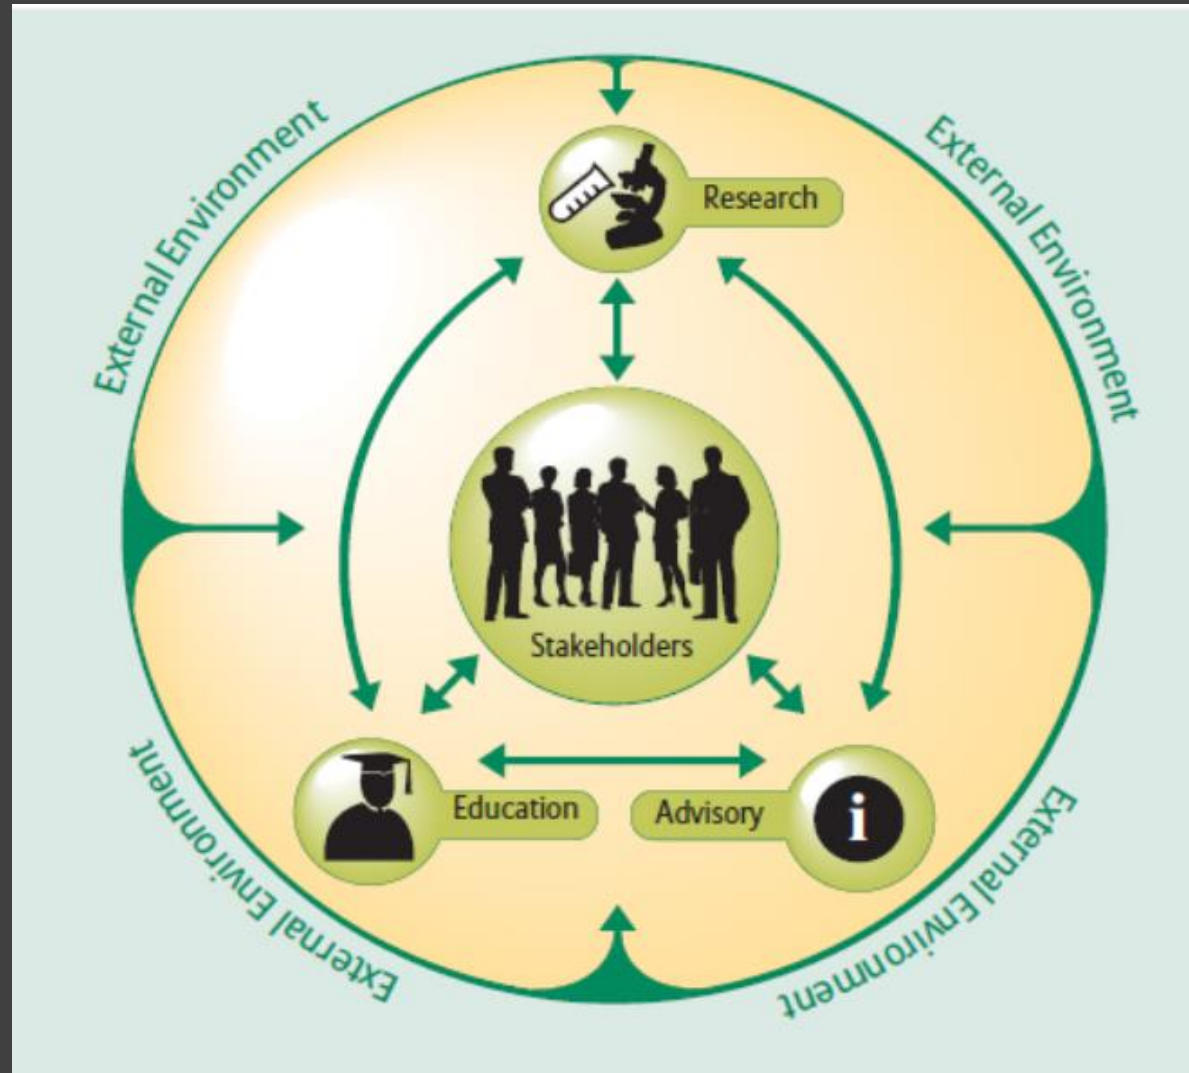 External Environment
External Environment
Research
Stakeholders
Education
Advisory
i
External Environment
External Environment